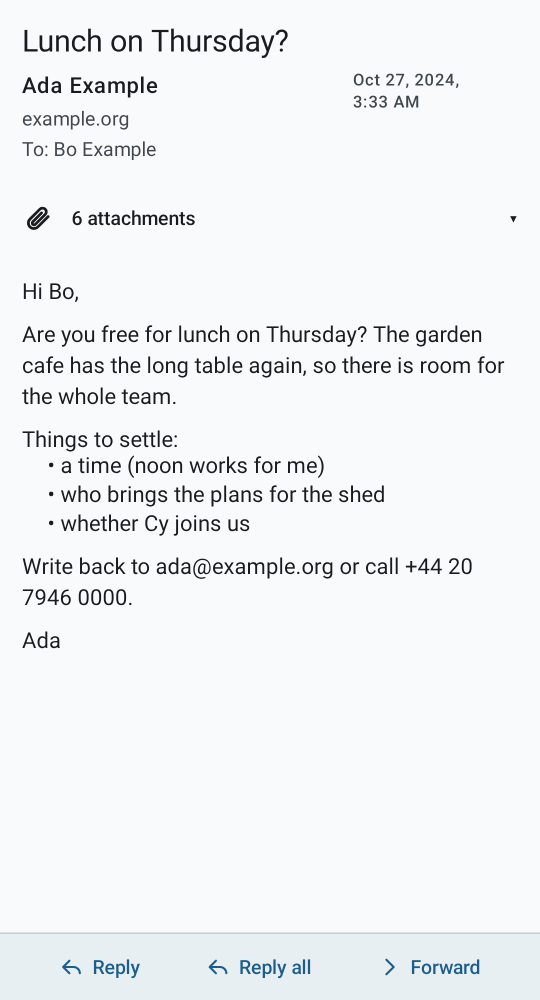 Lunch on Thursday?
Ada Example
Oct 27, 2024,
3:33 AM
example.org
To: Bo Example
6 attachments
Hi Bo,
Are you free for lunch on Thursday? The garden
cafe has the long table again, so there is room for
the whole team.
Things to settle:
• a time (noon works for me)
• who brings the plans for the shed
• whether Cy joins us
Write back to ada@example.org or call +44 20
7946 0000.
Ada
Reply
Reply all
Forward